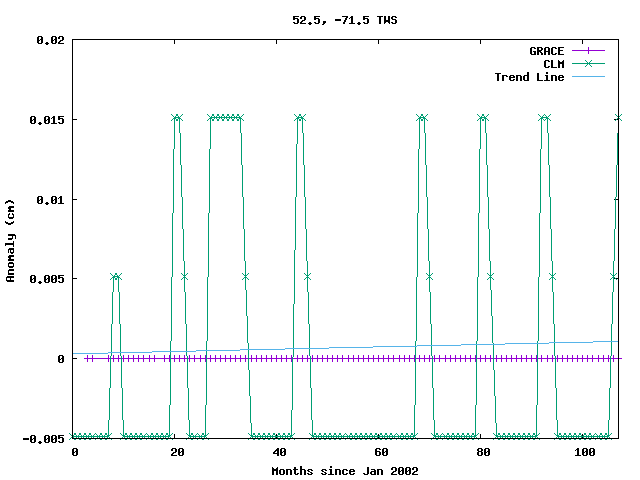 52.5, -71.5 TWS
GRACE
CLM
Trend Line
0.02
0.015
0.01
0.005
0
-0.005
Anomaly (cm)
0 20 40 60 80 100
Months since Jan 2002